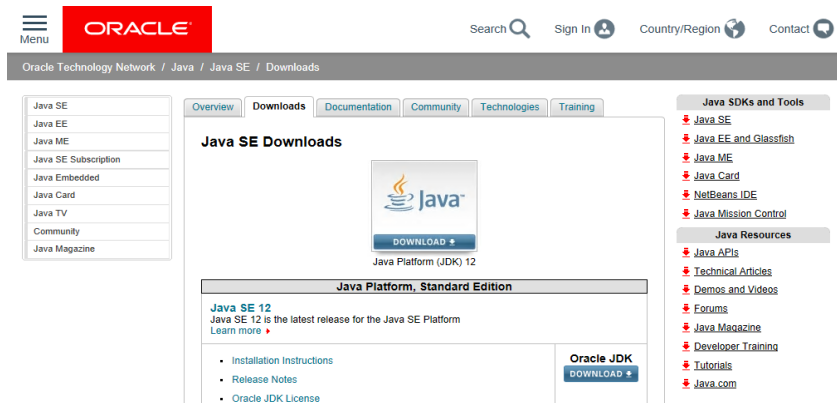 Menu
ORACLE
Search
Sign In
Country/Region
Contact
Oracle Technology Network / Java / Java SE / Downloads
Java SE
Java EE
Java ME
Java SE Subscription
Java Embedded
Java Card
Java TV
Community
Java Magazine
Overview
Downloads
Documentation
Community
Technologies
Training
Java SE Downloads
Java
DOWNLOAD
Java Platform (JDK) 12
Java Platform, Standard Edition
Java SE 12
Java SE 12 is the latest release for the Java SE Platform
Learn more
Installation Instructions
Release Notes
Oracle JDK License
Oracle JDK
DOWNLOAD
Java SDKs and Tools
Java SE
Java EE and Glassfish
Java ME
Java Card
NetBeans IDE
Java Mission Control
Java Resources
Java APIs
Technical Articles
Demos and Videos
Forums
Java Magazine
Developer Training
Tutorials
Java.com